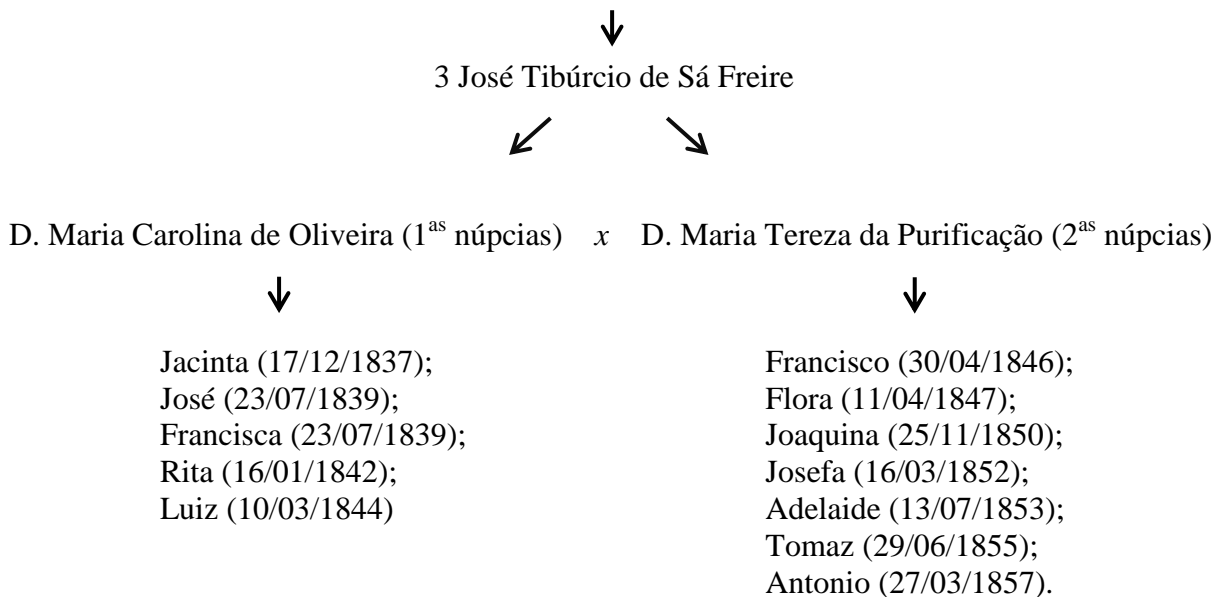 3 José Tibúrcio de Sá Freire
D. Maria Carolina de Oliveira (1as núpcias) x D. Maria Tereza da Purificação (2as núpcias)
Jacinta (17/12/1837);
José (23/07/1839);
Francisca (23/07/1839);
Rita (16/01/1842);
Luiz (10/03/1844)
Francisco (30/04/1846);
Flora (11/04/1847);
Joaquina (25/11/1850);
Josefa (16/03/1852);
Adelaide (13/07/1853);
Tomaz (29/06/1855);
Antonio (27/03/1857).